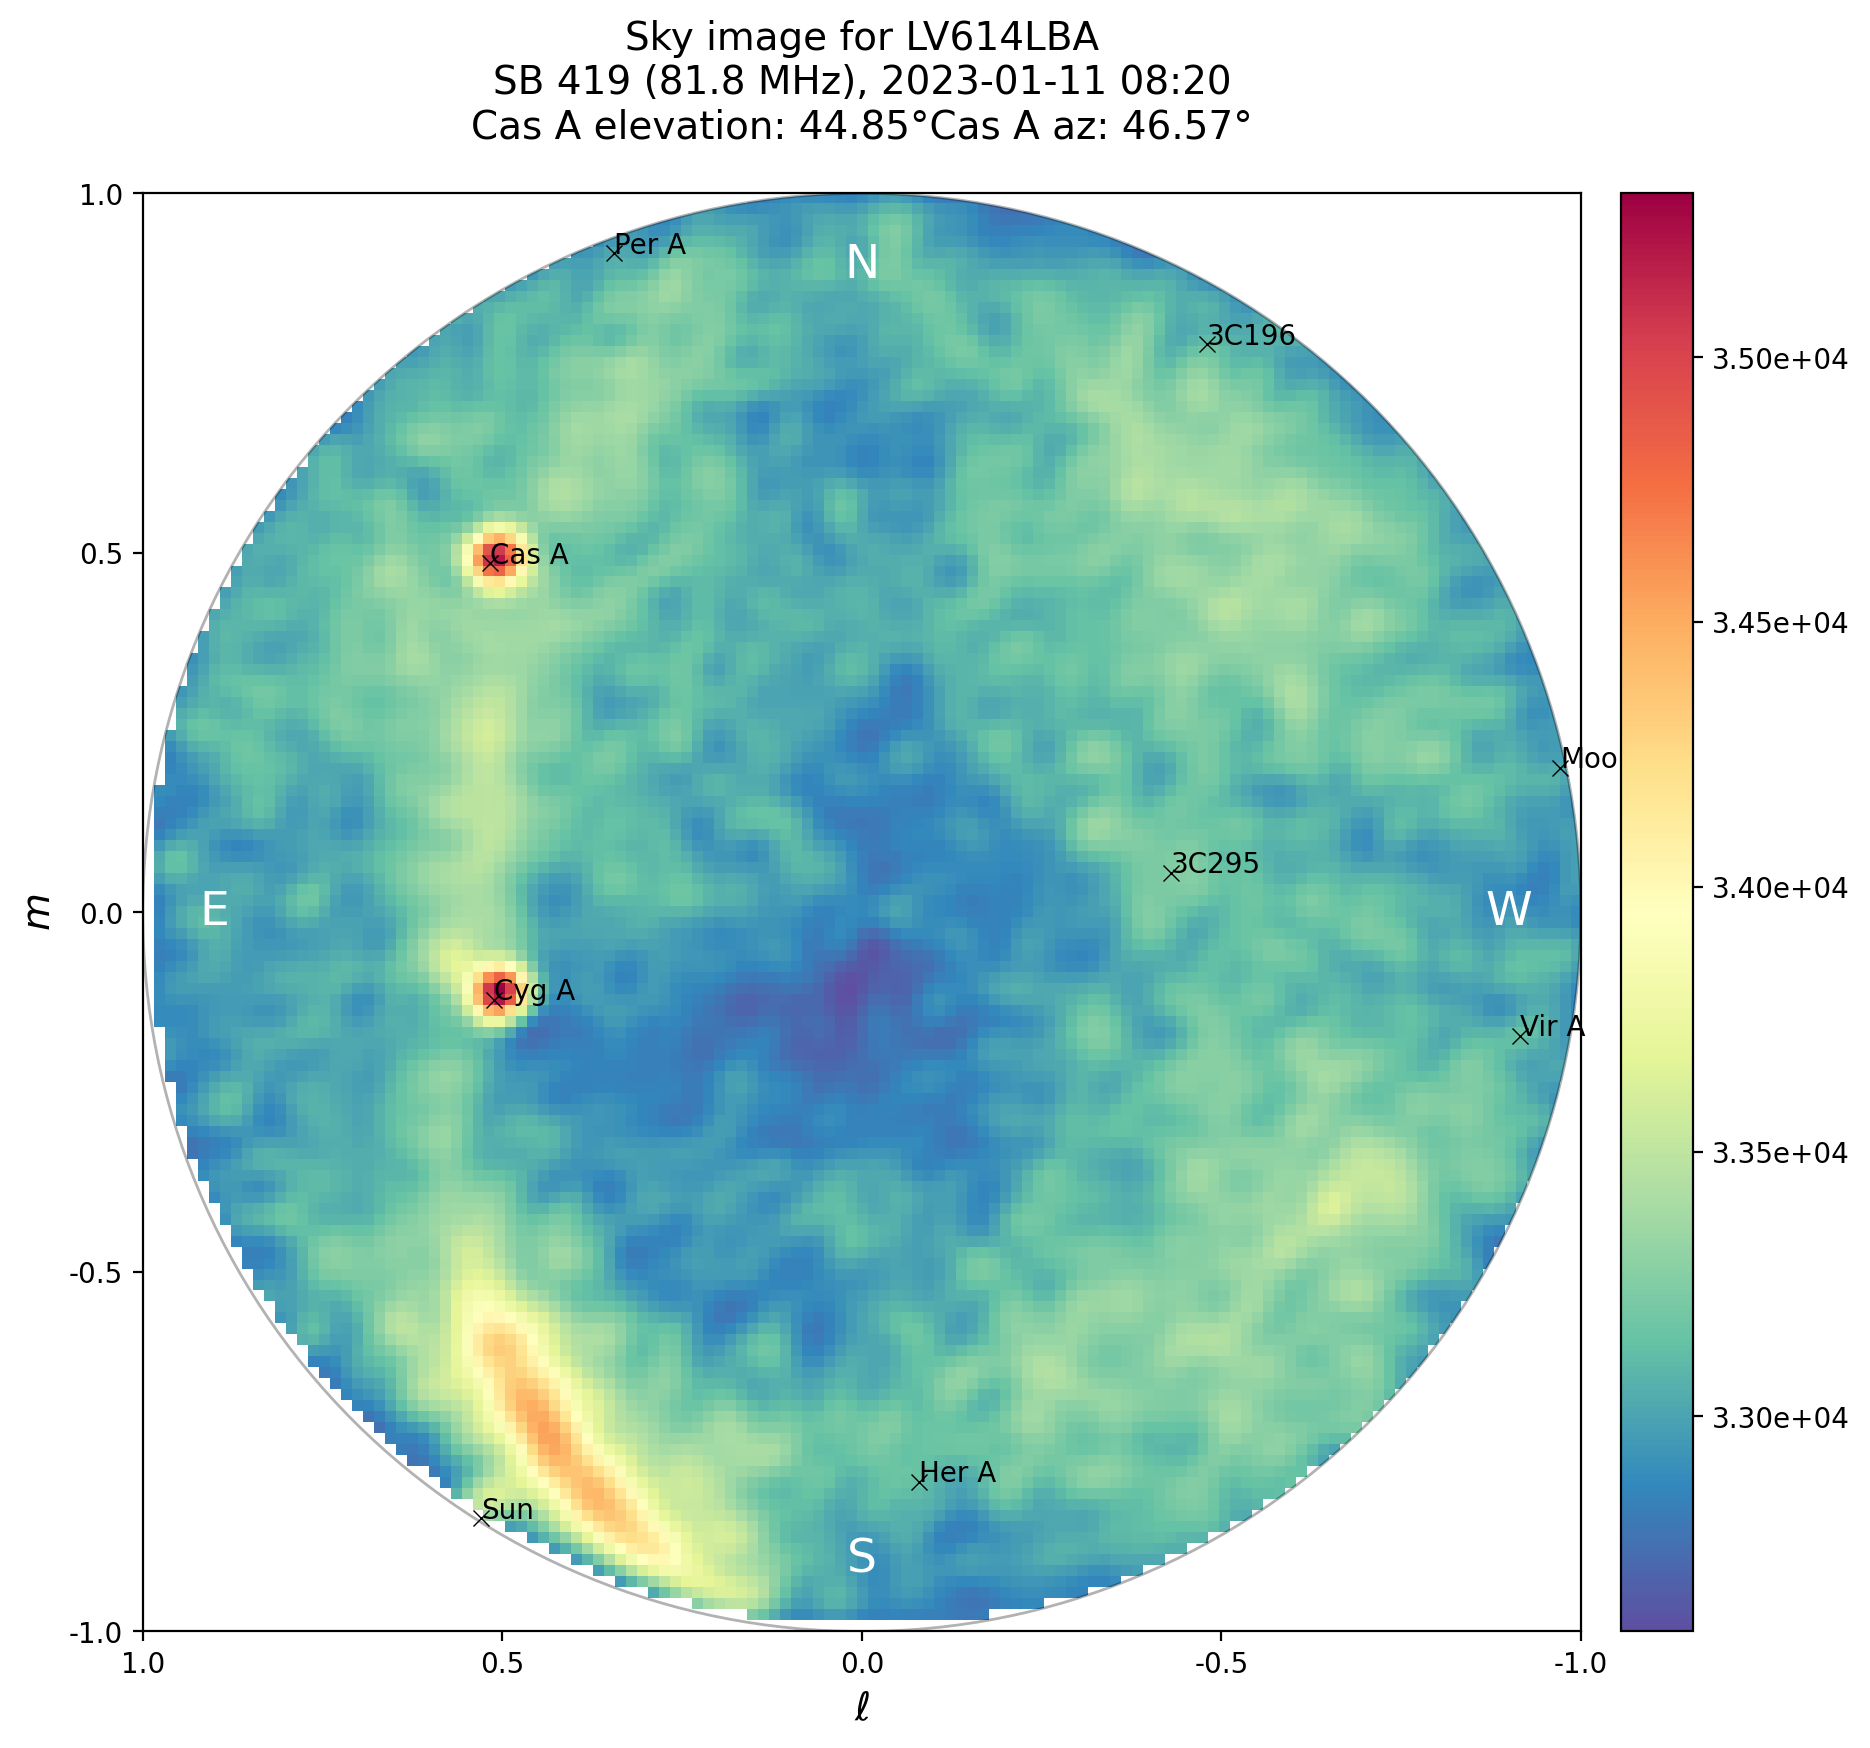 Sky image for LV614LBA
SB 419 (81.8 MHz), 2023-01-11 08:20
Cas A elevation: 44.85°Cas A az: 46.57°
1.0
0.5
0.0
-0.5
-1.0
m
N
E
W
S
Per A
3C196
Cas A
Moo
3C295
Cyg A
Vir A
Her A
Sun
1.0
0.5
0.0
-0.5
-1.0
ℓ
3.50e+04
3.45e+04
3.40e+04
3.35e+04
3.30e+04